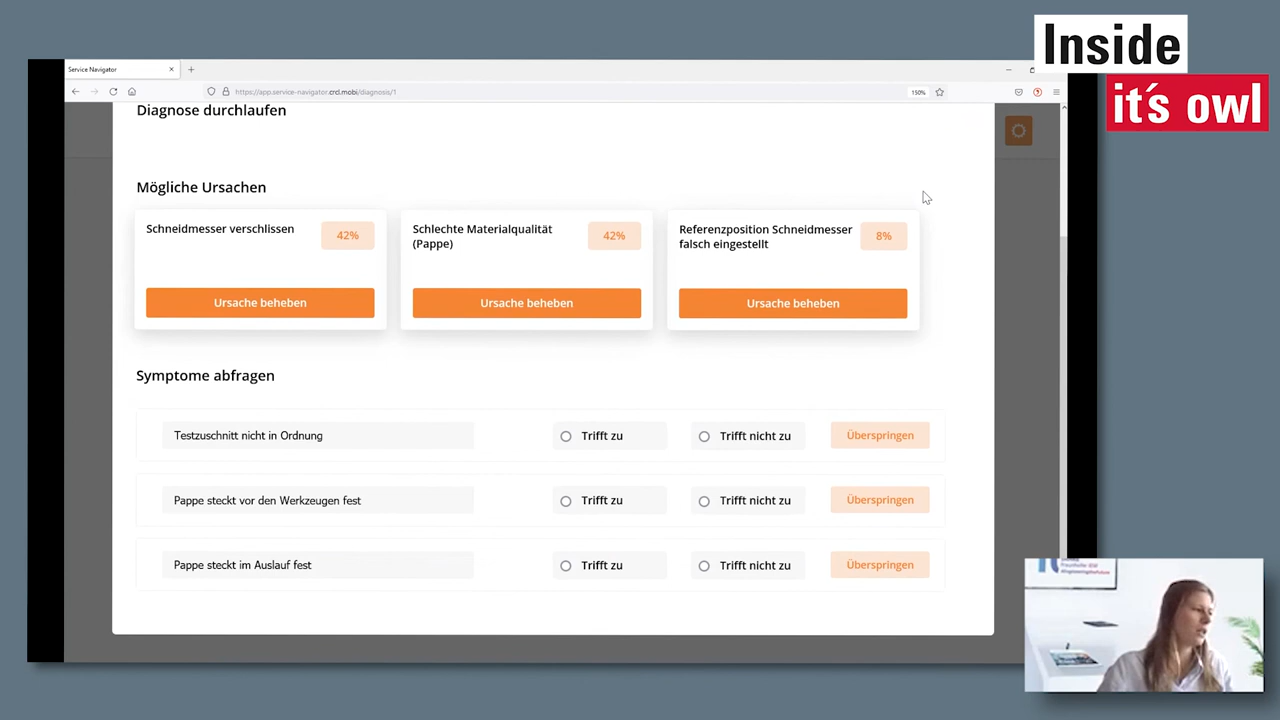 Inside
it´s owl
Service Navigator
https://app.service-navigator.crci.mobi/diagnosis/1
150%
Diagnose durchlaufen
Mögliche Ursachen
Schneidmesser verschlissen
42%
Ursache beheben
Schlechte Materialqualität
(Pappe)
42%
Ursache beheben
Referenzposition Schneidmesser
falsch eingestellt
8%
Ursache beheben
Symptome abfragen
Testzuschnitt nicht in Ordnung
Trifft zu
Trifft nicht zu
Überspringen
Pappe steckt vor den Werkzeugen fest
Trifft zu
Trifft nicht zu
Überspringen
Pappe steckt im Auslauf fest
Trifft zu
Trifft nicht zu
Überspringen